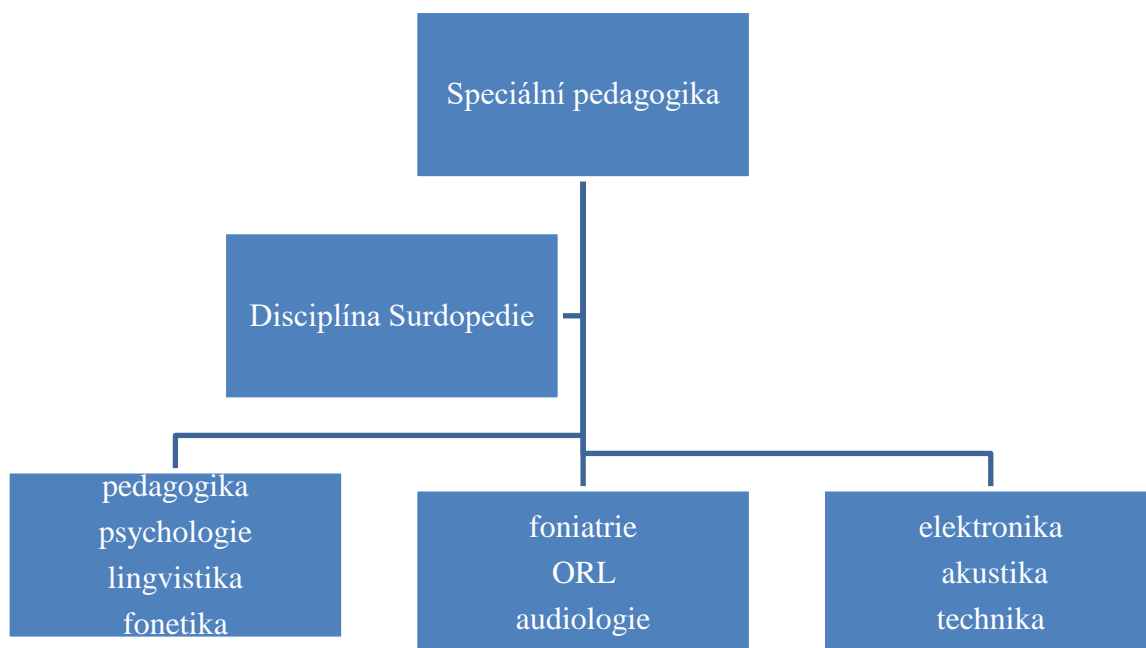 Speciální pedagogika
Disciplína Surdopedie
pedagogika
psychologie
lingvistika
fonetika
foniatrie
ORL
audiologie
elektronika
akustika
technika